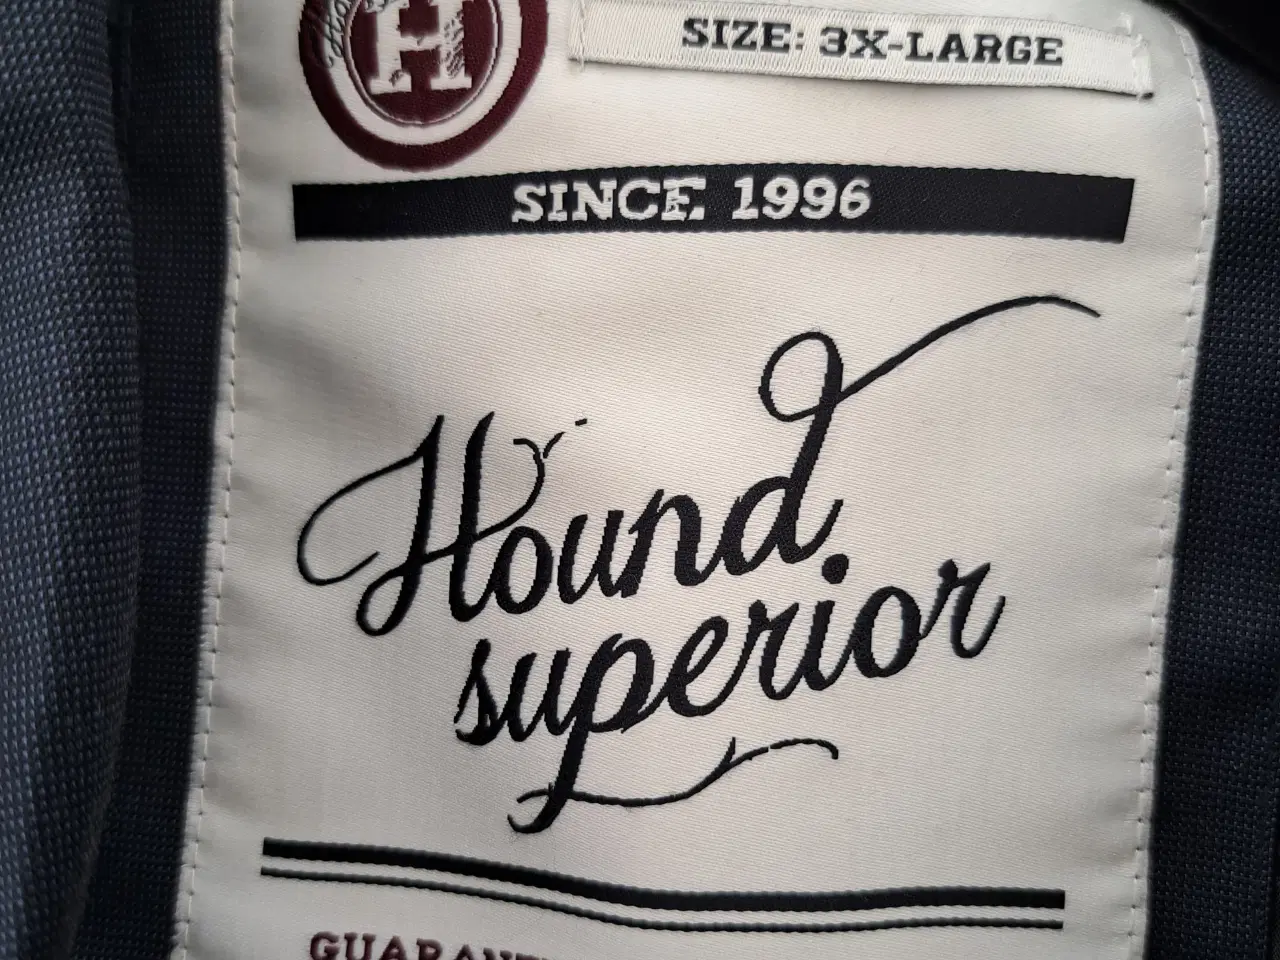 H
SIZE: 3X-LARGE
SINCE 1996
Hound
superior